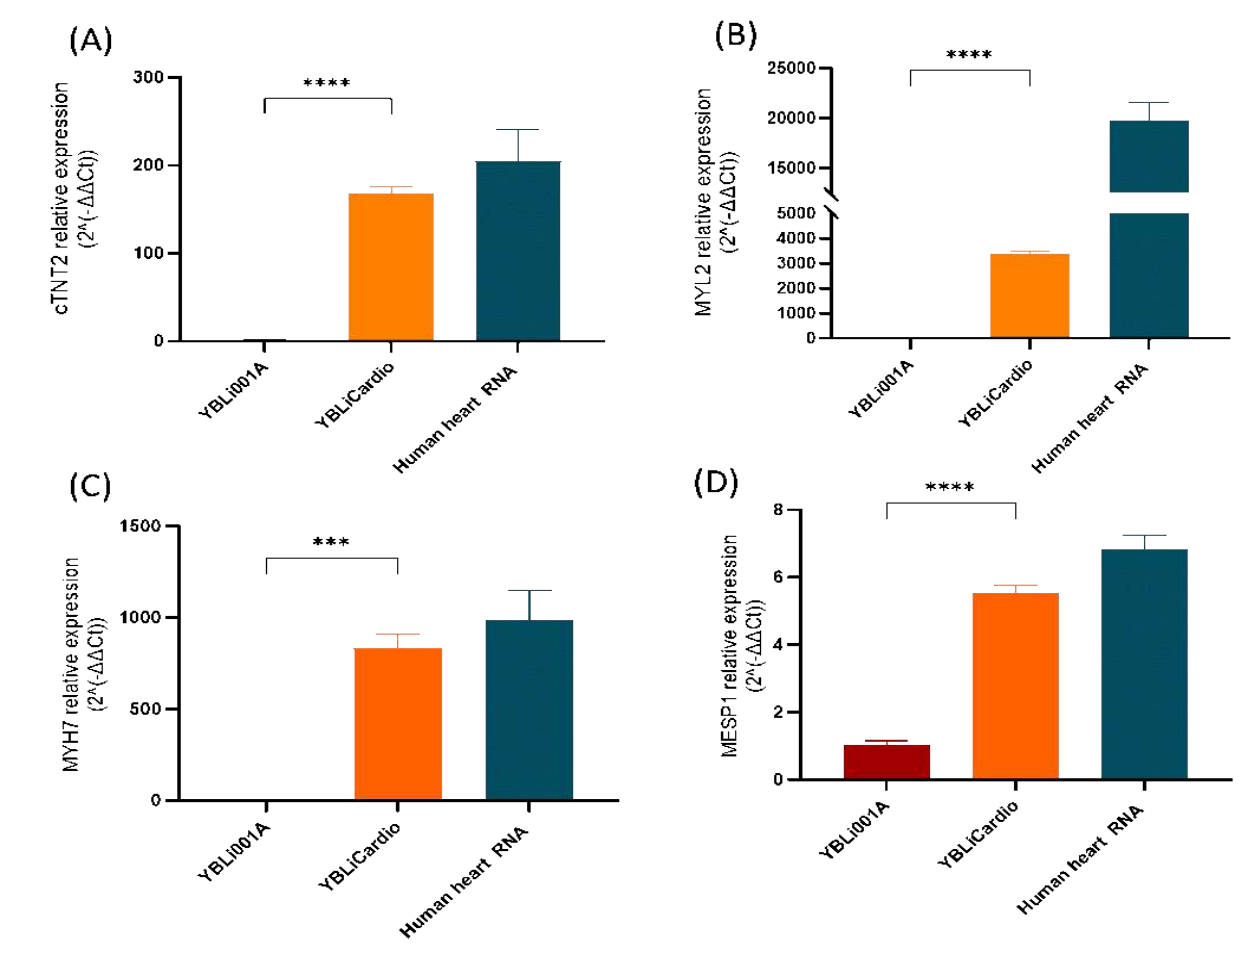 (A)
cTNT2 relative expression
(2^(-ΔΔCt))
300
200
100
0
****
YBLi001A
YBLiCardio
Human heart RNA
(B)
MYL2 relative expression
(2^(-ΔΔCt))
25000
20000
15000
5000
4000
3000
2000
1000
0
****
YBLi001A
YBLiCardio
Human heart RNA
(C)
MYH7 relative expression
(2^(-ΔΔCt))
1500
1000
500
0
***
YBLi001A
YBLiCardio
Human heart RNA
(D)
MESP1 relative expression
(2^(-ΔΔCt))
8
6
4
2
0
****
YBLi001A
YBLiCardio
Human heart RNA